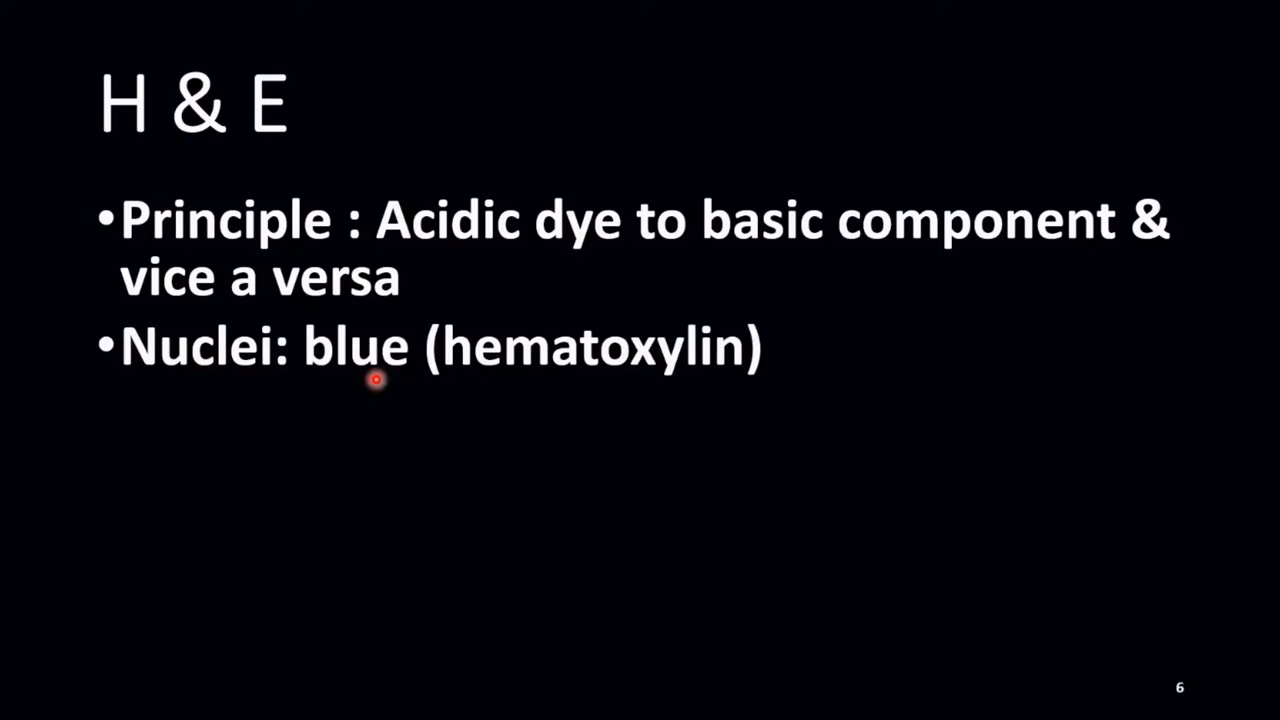 H & E
•Principle : Acidic dye to basic component &
vice a versa
•Nuclei: blue (hematoxylin)
6